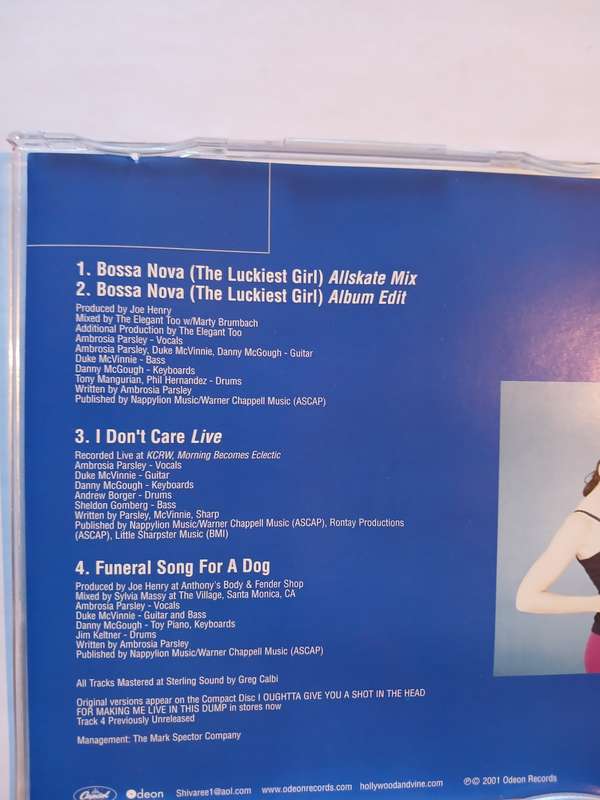 1. Bossa Nova (The Luckiest Girl) Allskate Mix
2. Bossa Nova (The Luckiest Girl) Album Edit
Produced by Joe Henry
Mixed by The Elegant Too w/Marty Brumbach
Additional Production by The Elegant Too
Ambrosia Parsley - Vocals
Ambrosia Parsley, Duke McVinnie, Danny McGough - Guitar
Duke McVinnie - Bass
Danny McGough - Keyboards
Tony Mangurian, Phil Hernandez - Drums
Written by Ambrosia Parsley
Published by Nappylion Music/Warner Chappell Music (ASCAP)
3. I Don't Care Live
Recorded Live at KCRW, Morning Becomes Eclectic
Ambrosia Parsley - Vocals
Duke McVinnie - Guitar
Danny McGough - Keyboards
Andrew Borger - Drums
Sheldon Gomberg - Bass
Written by Parsley, McVinnie, Sharp
Published by Nappylion Music/Warner Chappell Music (ASCAP), Rontay Productions
(ASCAP), Little Sharpster Music (BMI)
4. Funeral Song For A Dog
Produced by Joe Henry at Anthony's Body & Fender Shop
Mixed by Sylvia Massy at The Village, Santa Monica, CA
Ambrosia Parsley - Vocals
Duke McVinnie - Guitar and Bass
Danny McGough - Toy Piano, Keyboards
Jim Keltner - Drums
Written by Ambrosia Parsley
Published by Nappylion Music/Warner Chappell Music (ASCAP)
All Tracks Mastered at Sterling Sound by Greg Calbi
Original versions appear on the Compact Disc I OUGHTTA GIVE YOU A SHOT IN THE HEAD
FOR MAKING ME LIVE IN THIS DUMP in stores now
Track 4 Previously Unreleased
Management: The Mark Spector Company
Capitol Odeon Shivaree1@aol.com www.odeonrecords.com hollywoodandvine.com ℗© 2001 Odeon Records